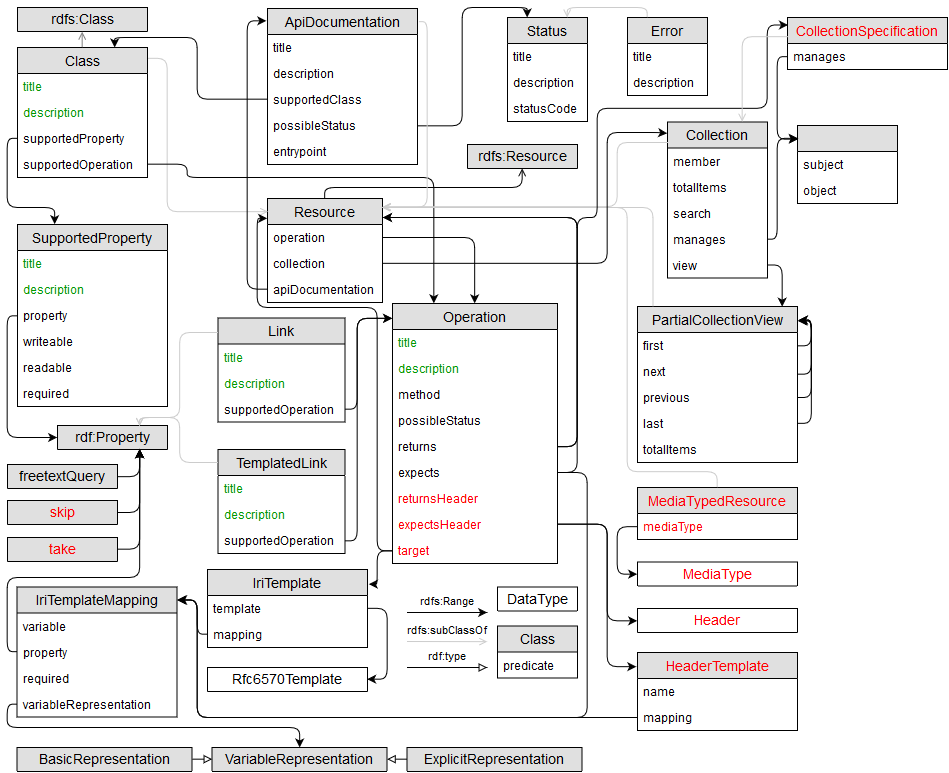 rdfs:Class
Class
title
description
supportedProperty
supportedOperation
ApiDocumentation
title
description
supportedClass
possibleStatus
entrypoint
Status
title
description
statusCode
Error
title
description
CollectionSpecification
manages
rdfs:Resource
Collection
member
totalItems
search
manages
view
subject
object
Resource
operation
collection
apiDocumentation
SupportedProperty
title
description
property
writeable
readable
required
Link
title
description
supportedOperation
Operation
title
description
method
possibleStatus
returns
expects
returnsHeader
expectsHeader
target
PartialCollectionView
first
next
previous
last
totalItems
rdf:Property
freetextQuery
skip
take
TemplatedLink
title
description
supportedOperation
MediaTypedResource
mediaType
MediaType
Header
HeaderTemplate
name
mapping
IriTemplateMapping
variable
property
required
variableRepresentation
IriTemplate
template
mapping
Rfc6570Template
rdfs:Range
DataType
rdfs:subClassOf
Class
rdf:type
predicate
BasicRepresentation
VariableRepresentation
ExplicitRepresentation